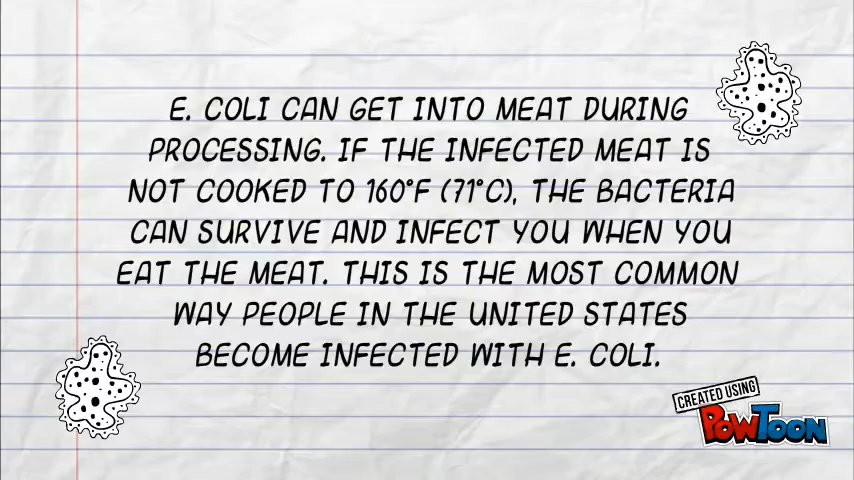 E. COLI CAN GET INTO MEAT DURING
PROCESSING. IF THE INFECTED MEAT IS
NOT COOKED TO 160°F (71°C), THE BACTERIA
CAN SURVIVE AND INFECT YOU WHEN YOU
EAT THE MEAT. THIS IS THE MOST COMMON
WAY PEOPLE IN THE UNITED STATES
BECOME INFECTED WITH E. COLI.
CREATED USING
POWTOON